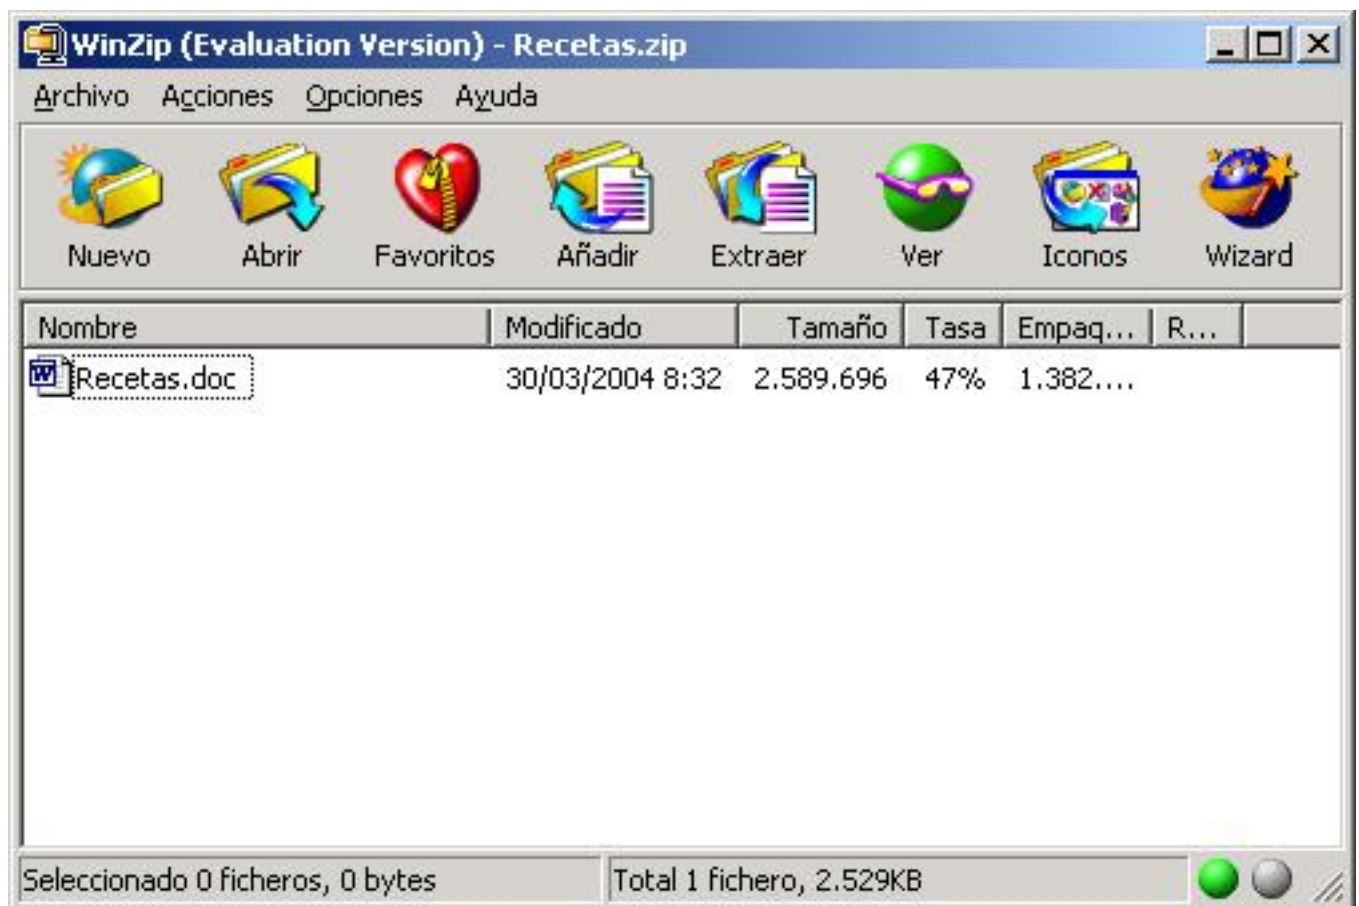 WinZip (Evaluation Version) - Recetas.zip
Archivo Acciones Opciones Ayuda
Nuevo Abrir Favoritos Añadir Extraer Ver Iconos Wizard
Nombre Modificado Tamaño Tasa Empaq... R...
Recetas.doc 30/03/2004 8:32 2.589.696 47% 1.382....
Seleccionado 0 ficheros, 0 bytes Total 1 fichero, 2.529KB